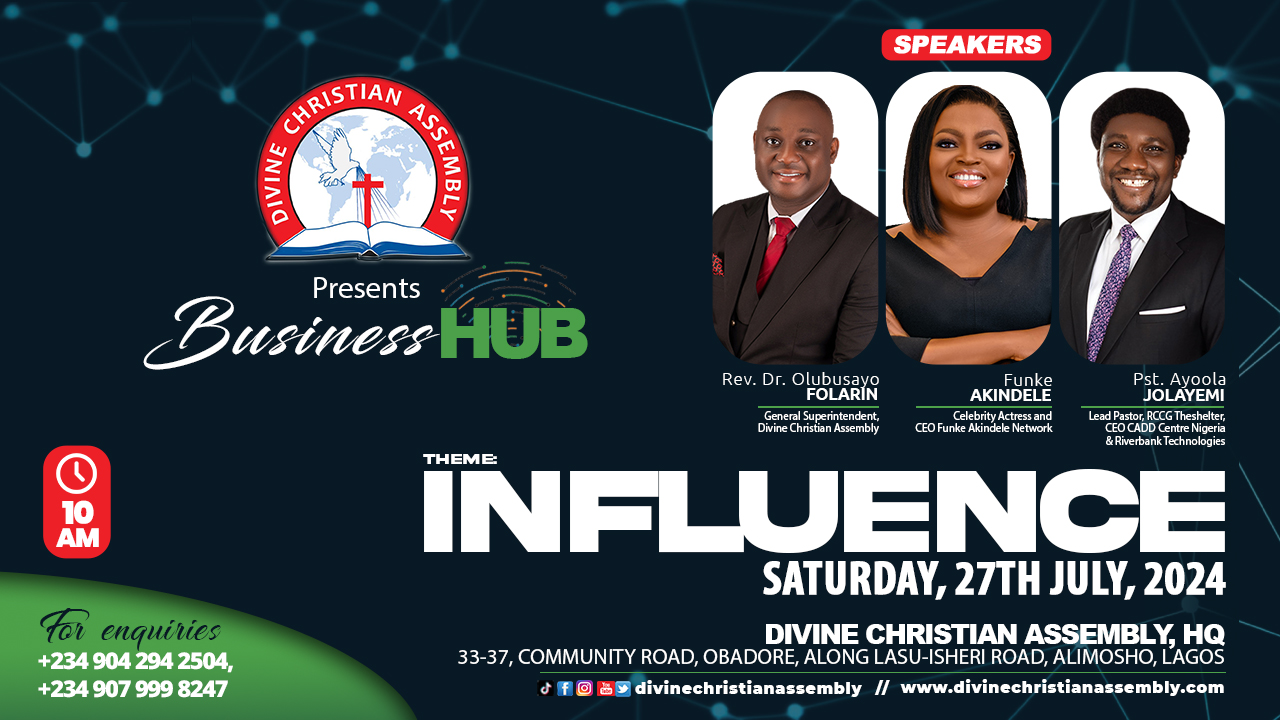 DIVINE CHRISTIAN ASSEMBLY
Presents
Business HUB
SPEAKERS
Rev. Dr. Olubusayo
FOLARIN
General Superintendent,
Divine Christian Assembly
Funke
AKINDELE
Celebrity Actress and
CEO Funke Akindele Network
Pst. Ayoola
JOLAYEMI
Lead Pastor, RCCG Theshelter,
CEO CADD Centre Nigeria
& Riverbank Technologies
10
AM
THEME:
INFLUENCE
SATURDAY, 27TH JULY, 2024
DIVINE CHRISTIAN ASSEMBLY, HQ
33-37, COMMUNITY ROAD, OBADORE, ALONG LASU-ISHERI ROAD, ALIMOSHO, LAGOS
divinechristianassembly // www.divinechristianassembly.com
For enquiries
+234 904 294 2504,
+234 907 999 8247